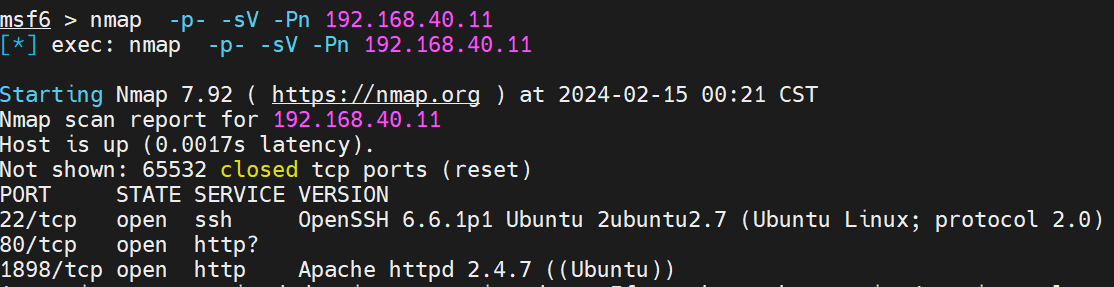 msf6 > nmap  -p- -sV -Pn 192.168.40.11
[*] exec: nmap  -p- -sV -Pn 192.168.40.11
Starting Nmap 7.92 ( https://nmap.org ) at 2024-02-15 00:21 CST
Nmap scan report for 192.168.40.11
Host is up (0.0017s latency).
Not shown: 65532 closed tcp ports (reset)
PORT     STATE SERVICE VERSION
22/tcp   open  ssh     OpenSSH 6.6.1p1 Ubuntu 2ubuntu2.7 (Ubuntu Linux; protocol 2.0)
80/tcp   open  http?
1898/tcp open  http    Apache httpd 2.4.7 ((Ubuntu))